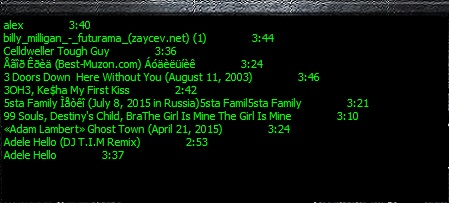 alex 3:40
billy_milligan_-_futurama_(zaycev.net) (1) 3:44
Celldweller Tough Guy 3:36
Âåñîð Êðèä (Best-Muzon.com) Áóäèëüíèê 3:24
3 Doors Down Here Without You (August 11, 2003) 3:46
3OH3, Ke$ha My First Kiss 2:42
5sta Family Ìåòêî (July 8, 2015 in Russia)5sta Famil5sta Family 3:21
99 Souls, Destiny's Child, BraThe Girl Is Mine The Girl Is Mine 3:10
«Adam Lambert» Ghost Town (April 21, 2015) 3:24
Adele Hello (DJ T.I.M Remix) 2:53
Adele Hello 3:37